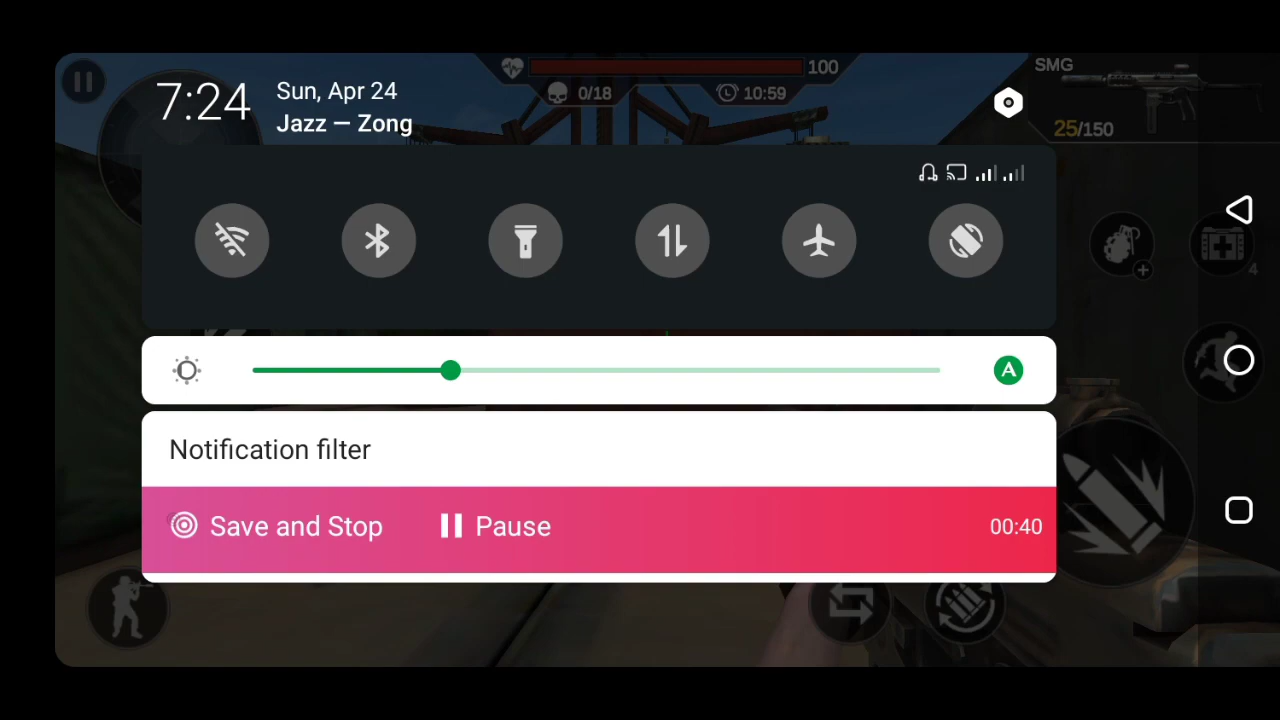 100
SMG
7:24
Sun, Apr 24
0/18
10:59
Jazz — Zong
25/150
4
A
Notification filter
Save and Stop
Pause
00:40